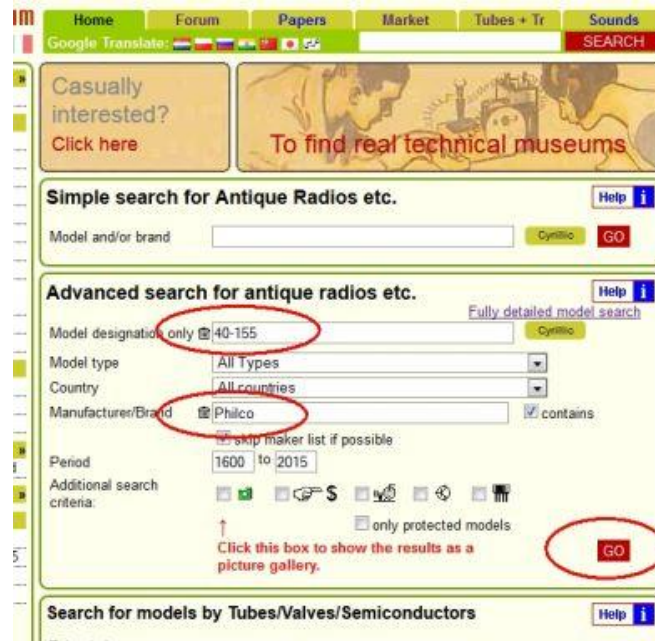 Home Forum Papers Market Tubes + Tr Sounds
Google Translate: SEARCH
Casually
interested?
Click here
To find real technical museums
Simple search for Antique Radios etc. Help i
Model and/or brand Cyrillic GO
Advanced search for antique radios etc. Help i
Fully detailed model search
Model designation only 40-155 Cyrillic
Model type All Types
Country All countries
Manufacturer/Brand Philco contains
skip maker list if possible
Period 1600 to 2015
Additional search
criteria: $
only protected models
Click this box to show the results as a
picture gallery.
GO
Search for models by Tubes/Valves/Semiconductors Help i